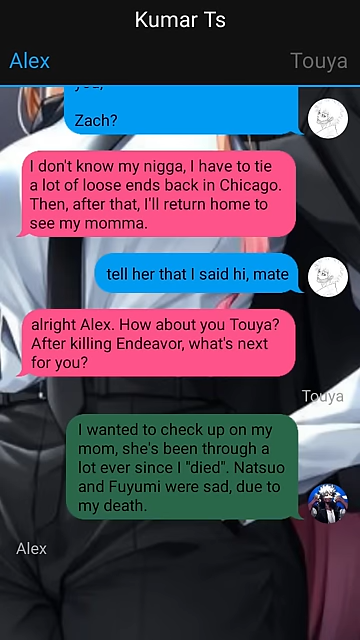 Kumar Ts
Alex
Touya
you,
Zach?
I don't know my nigga, I have to tie
a lot of loose ends back in Chicago.
Then, after that, I'll return home to
see my momma.
tell her that I said hi, mate
alright Alex. How about you Touya?
After killing Endeavor, what's next
for you?
Touya
I wanted to check up on my
mom, she's been through a
lot ever since I "died". Natsuo
and Fuyumi were sad, due to
my death.
Alex